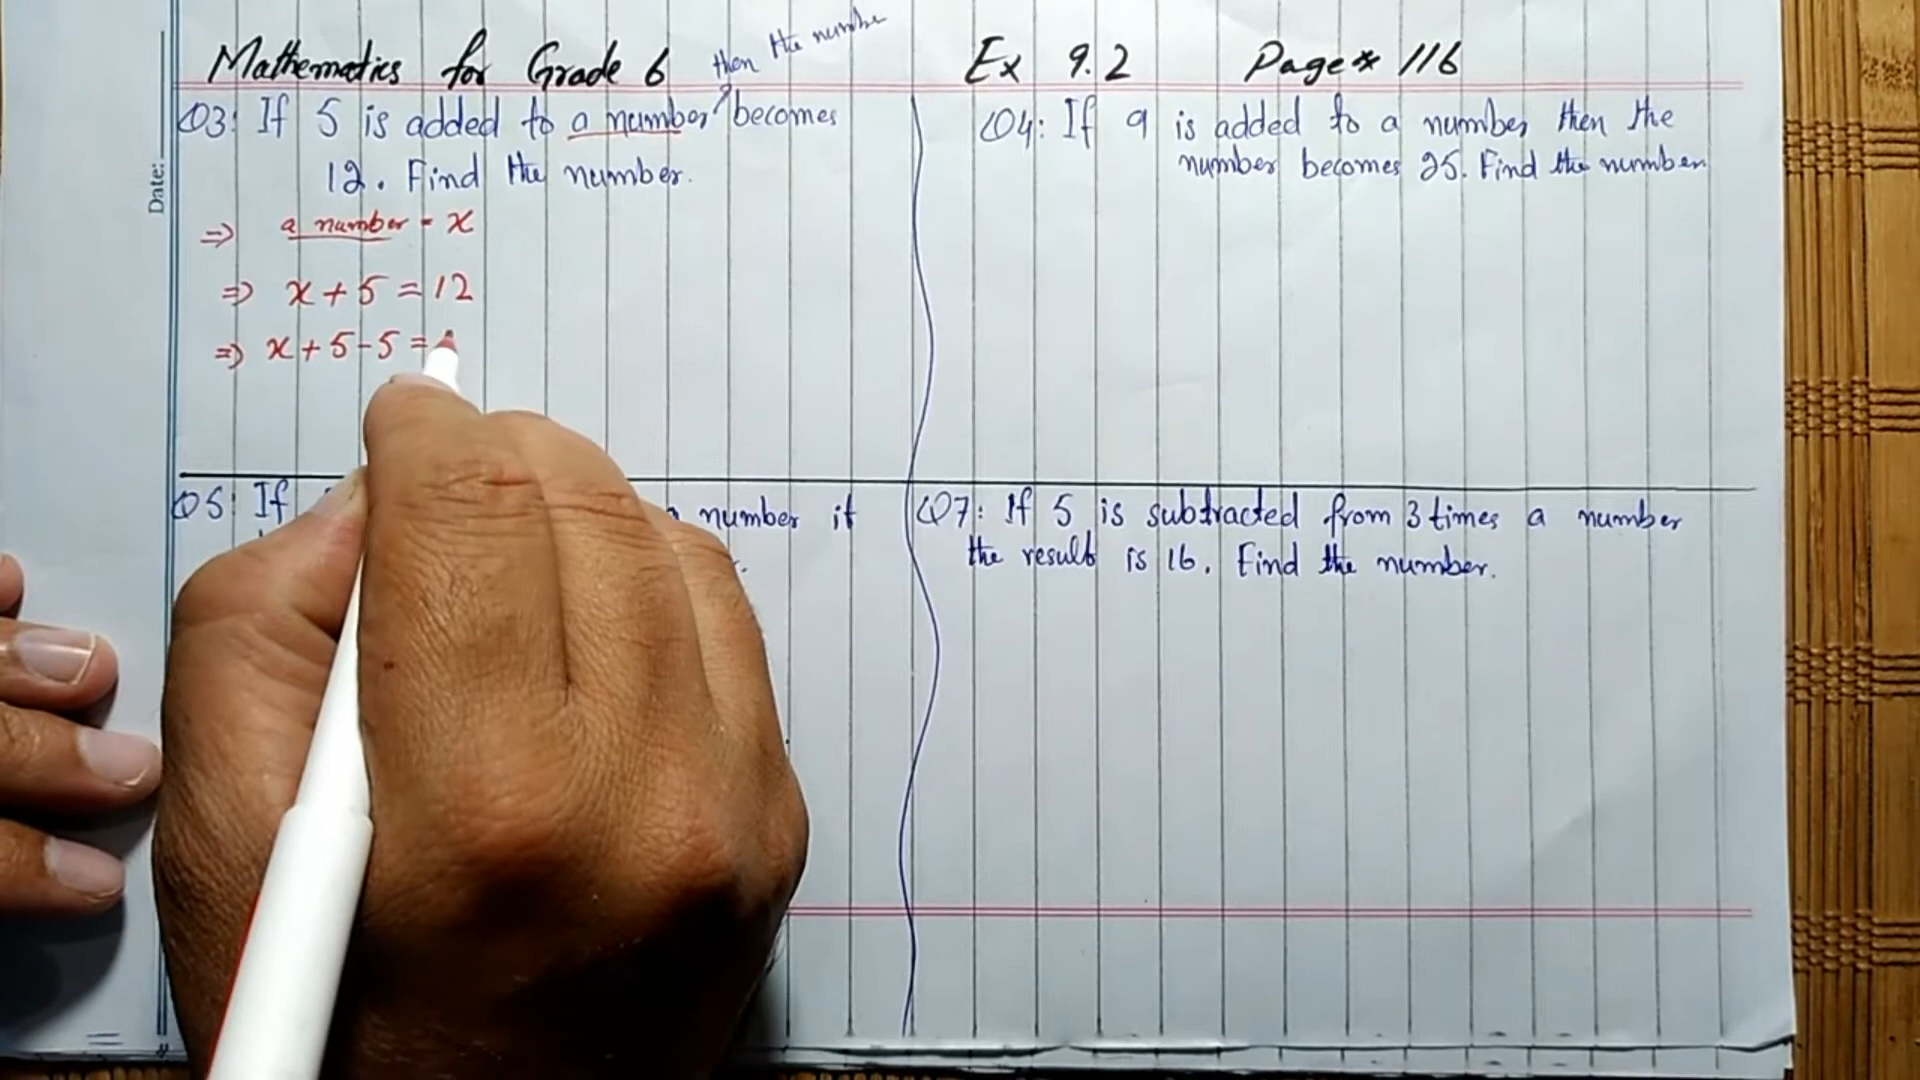 Mathematics for Grade 6 Ex 9.2 Page* 116
then the numbe
Q3: If 5 is added to a number becomes
12. Find the number.
⇒ a number = x
⇒ x + 5 = 12
⇒ x + 5 - 5 =
Q4: If 9 is added to a number then the
number becomes 25. Find the number
Q5: If number if
Q7: If 5 is subtracted from 3 times a number
the result is 16. Find the number.
Date: